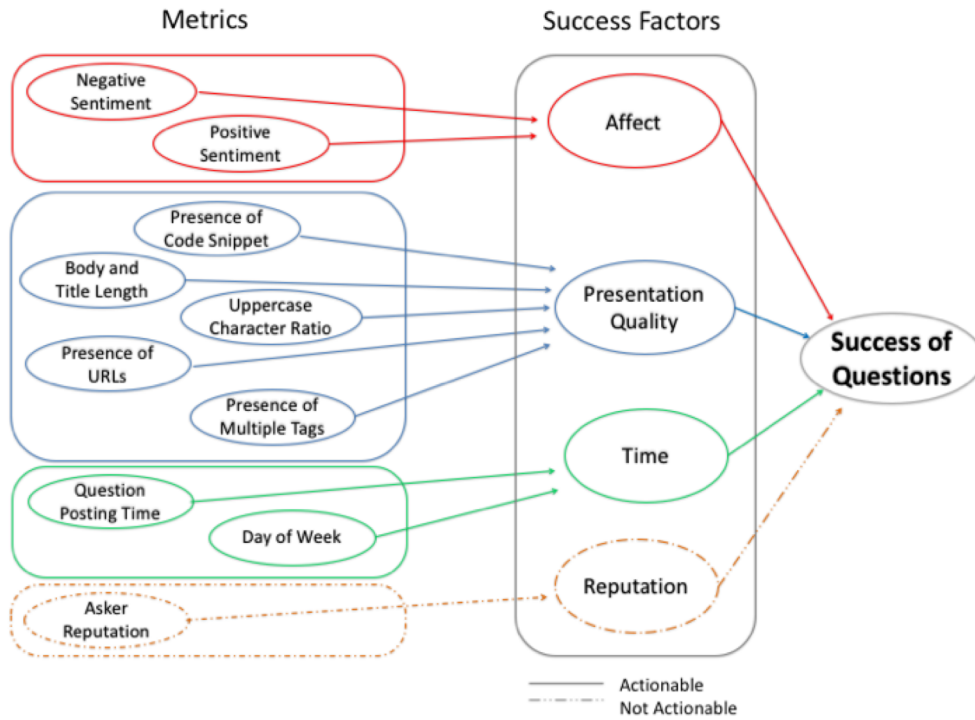 Metrics
Success Factors
Negative
Sentiment
Positive
Sentiment
Affect
Presence of
Code Snippet
Body and
Title Length
Uppercase
Character Ratio
Presence of
URLs
Presence of
Multiple Tags
Presentation
Quality
Success of
Questions
Question
Posting Time
Day of Week
Time
Asker
Reputation
Reputation
Actionable
Not Actionable